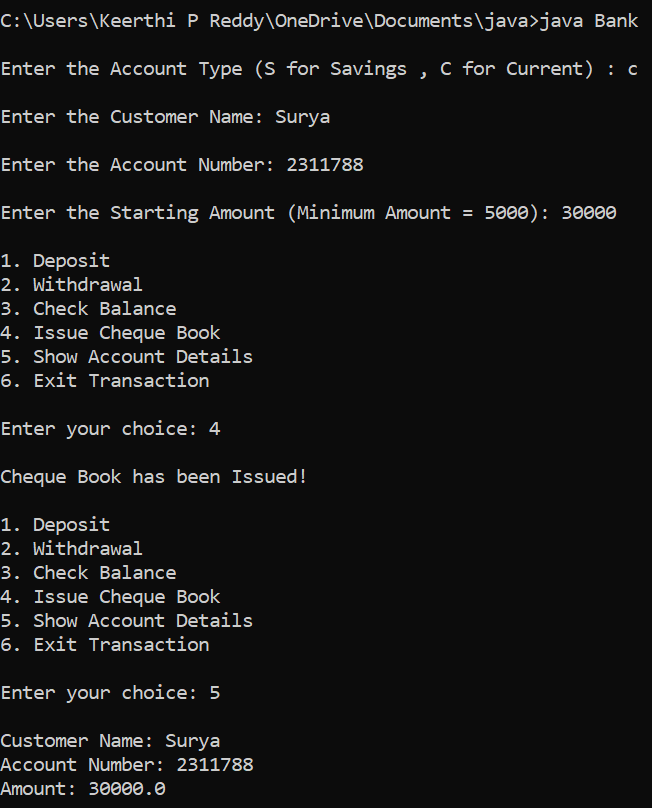 C:\Users\Keerthi P Reddy\OneDrive\Documents\java>java Bank
Enter the Account Type (S for Savings , C for Current) : c
Enter the Customer Name: Surya
Enter the Account Number: 2311788
Enter the Starting Amount (Minimum Amount = 5000): 30000
1. Deposit
2. Withdrawal
3. Check Balance
4. Issue Cheque Book
5. Show Account Details
6. Exit Transaction
Enter your choice: 4
Cheque Book has been Issued!
1. Deposit
2. Withdrawal
3. Check Balance
4. Issue Cheque Book
5. Show Account Details
6. Exit Transaction
Enter your choice: 5
Customer Name: Surya
Account Number: 2311788
Amount: 30000.0